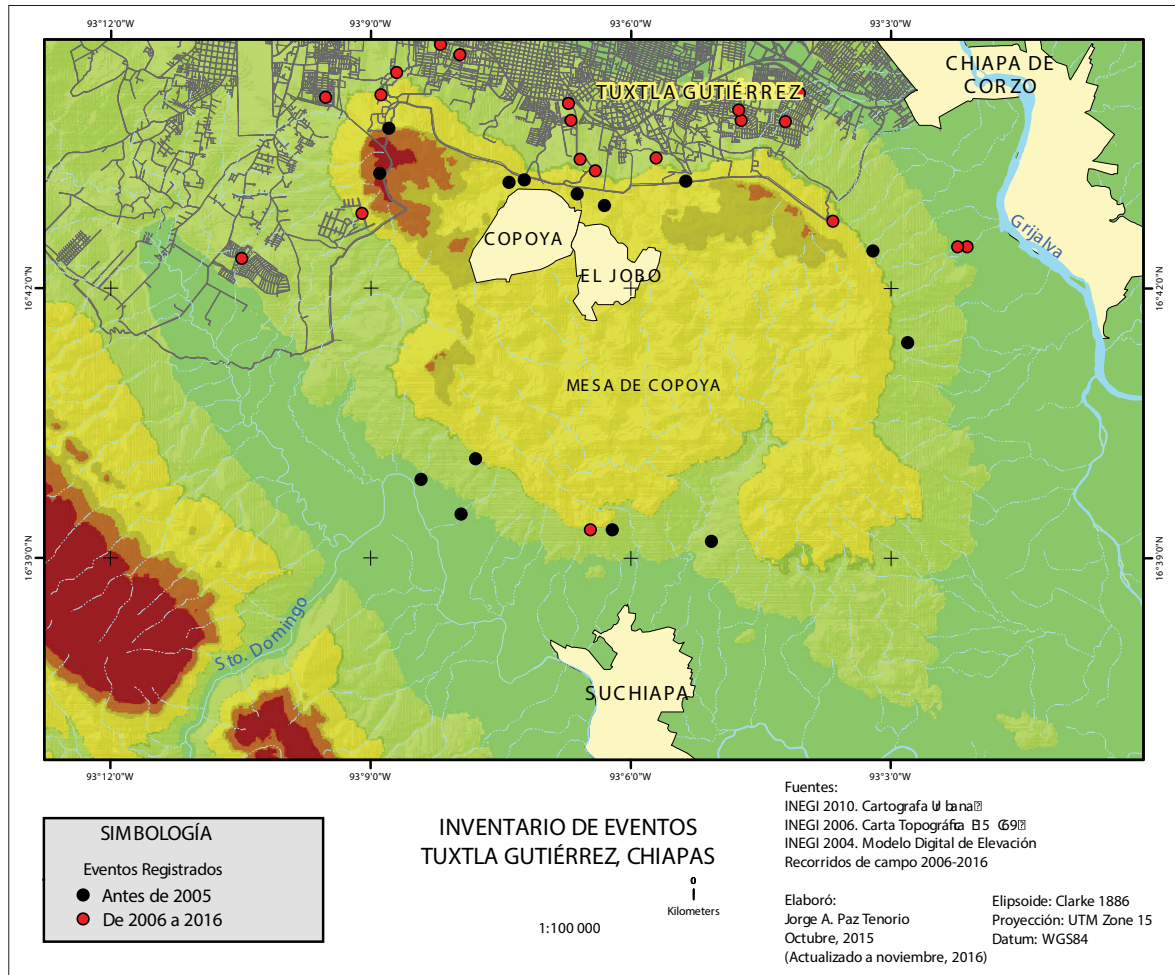 93°12'0"W 93°9'0"W 93°6'0"W 93°3'0"W
CHIAPA DE
CORZO
TUXTLA GUTIÉRREZ
Grijalva
COPOYA
EL JOBO
16°42'0"N 16°42'0"N
MESA DE COPOYA
16°39'0"N 16°39'0"N
Sto. Domingo
SUCHIAPA
93°12'0"W 93°9'0"W 93°6'0"W 93°3'0"W
SIMBOLOGÍA
Eventos Registrados
Antes de 2005
De 2006 a 2016
INVENTARIO DE EVENTOS
TUXTLA GUTIÉRREZ, CHIAPAS
0
Kilometers
1:100 000
Fuentes:
INEGI 2010. Cartografa
INEGI 2006. Carta Topográfica
INEGI 2004. Modelo Digital de Elevación
Recorridos de campo 2006-2016
Elaboró:
Jorge A. Paz Tenorio
Octubre, 2015
(Actualizado a noviembre, 2016)
Elipsoide: Clarke 1886
Proyección: UTM Zone 15
Datum: WGS84